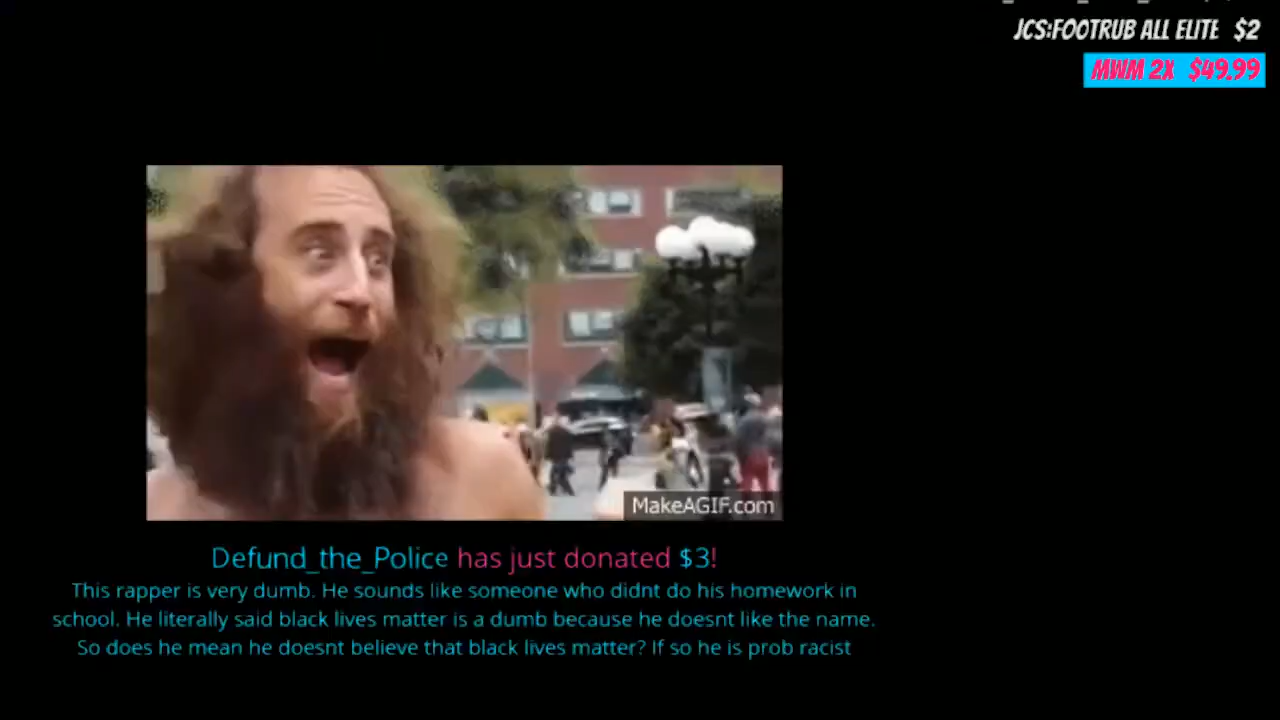 JCS:FOOTRUB ALL ELITE $2
MWM 2X $49.99
MakeAGIF.com
Defund_the_Police has just donated $3!
This rapper is very dumb. He sounds like someone who didnt do his homework in
school. He literally said black lives matter is a dumb because he doesnt like the name.
So does he mean he doesnt believe that black lives matter? If so he is prob racist